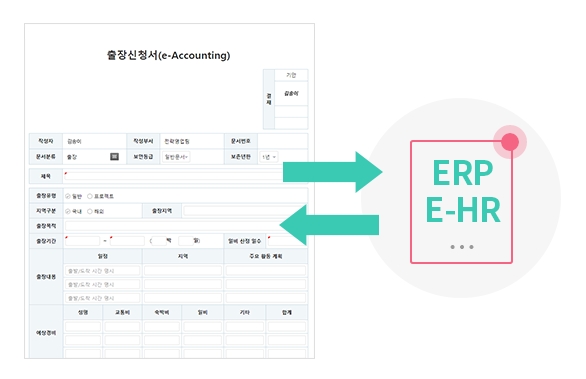 출장신청서(e-Accounting)
결재
기안
김송이
작성자 김송이 작성부서 전략영업팀 문서번호
문서분류 출장 보안등급 일반문서 보존년한 1년
제목
출장유형 일반 프로젝트
지역구분 국내 해외 출장지역
출장목적
출장기간 ~ ( 박 일) 일비 산정 일수
출장내용
일정 지역 주요 활동 계획
출발/도착 시간 명시
출발/도착 시간 명시
출발/도착 시간 명시
예상경비
성명 교통비 숙박비 일비 기타 합계
ERP
E-HR